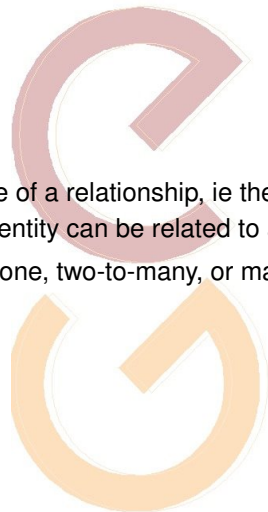 e of a relationship, ie the
entity can be related to
one, two-to-many, or ma